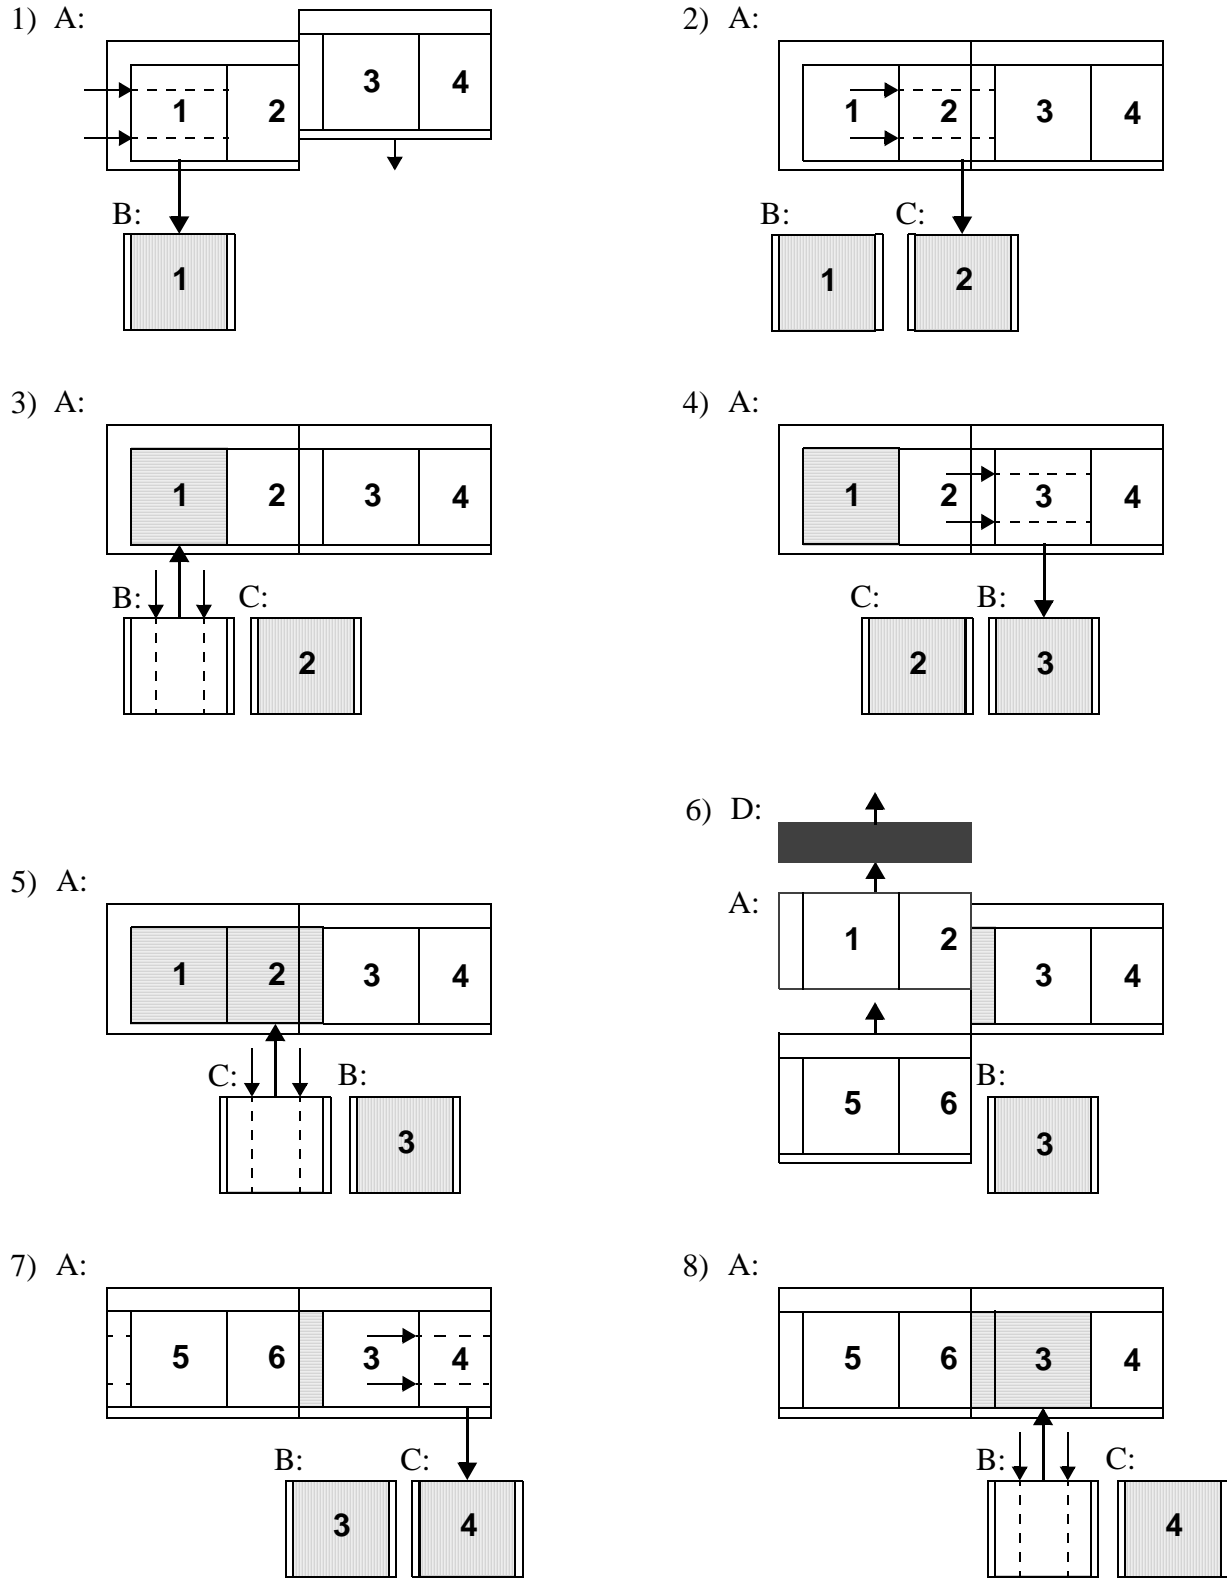 1) A:
1 2 3 4
B:
1
2) A:
1 2 3 4
B: C:
1 2
3) A:
1 2 3 4
B: C:
2
4) A:
1 2 3 4
C: B:
2 3
5) A:
1 2 3 4
C: B:
3
6) D:
A:
1 2 3 4
B:
5 6
3
7) A:
5 6 3 4
B: C:
3 4
8) A:
5 6 3 4
B: C:
4